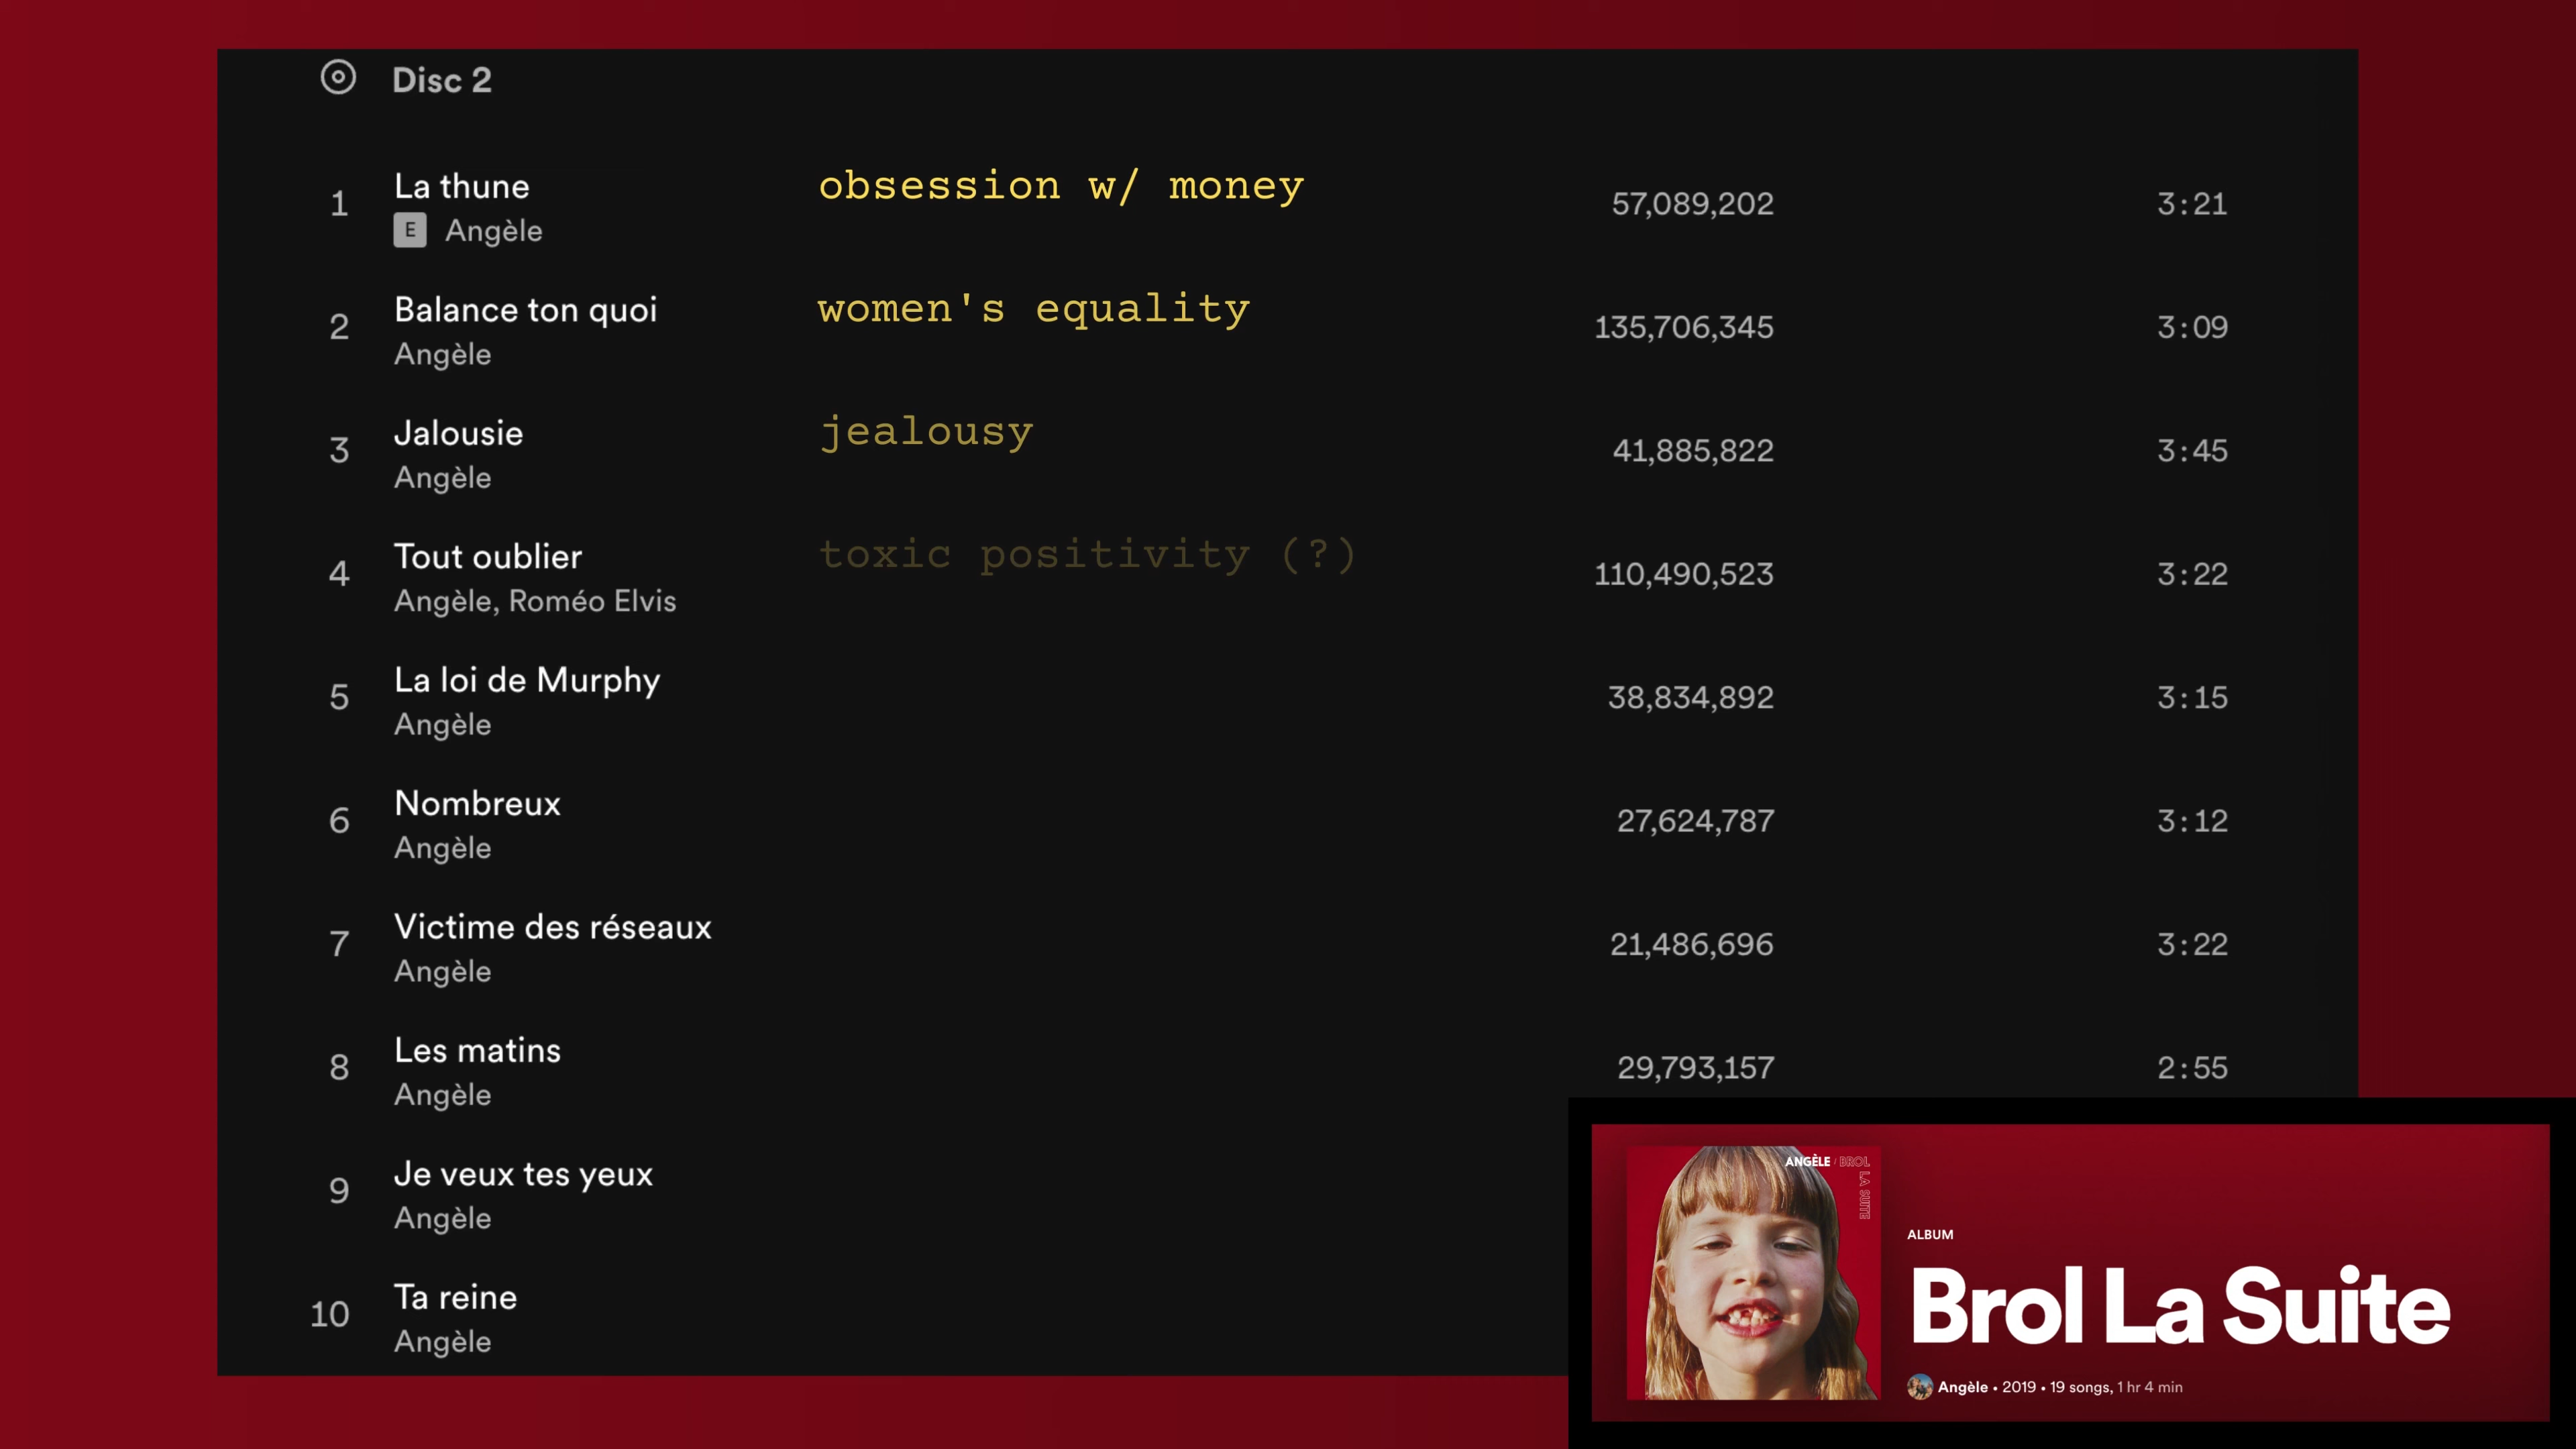 Disc 2
1 La thune obsession w/ money 57,089,202 3:21
E Angèle
2 Balance ton quoi women's equality 135,706,345 3:09
Angèle
3 Jalousie jealousy 41,885,822 3:45
Angèle
4 Tout oublier toxic positivity (?) 110,490,523 3:22
Angèle, Roméo Elvis
5 La loi de Murphy 38,834,892 3:15
Angèle
6 Nombreux 27,624,787 3:12
Angèle
7 Victime des réseaux 21,486,696 3:22
Angèle
8 Les matins 29,793,157 2:55
Angèle
9 Je veux tes yeux
Angèle
10 Ta reine
Angèle
ANGÈLE / BROL
LA SUITE
ALBUM
Brol La Suite
Angèle • 2019 • 19 songs, 1 hr 4 min